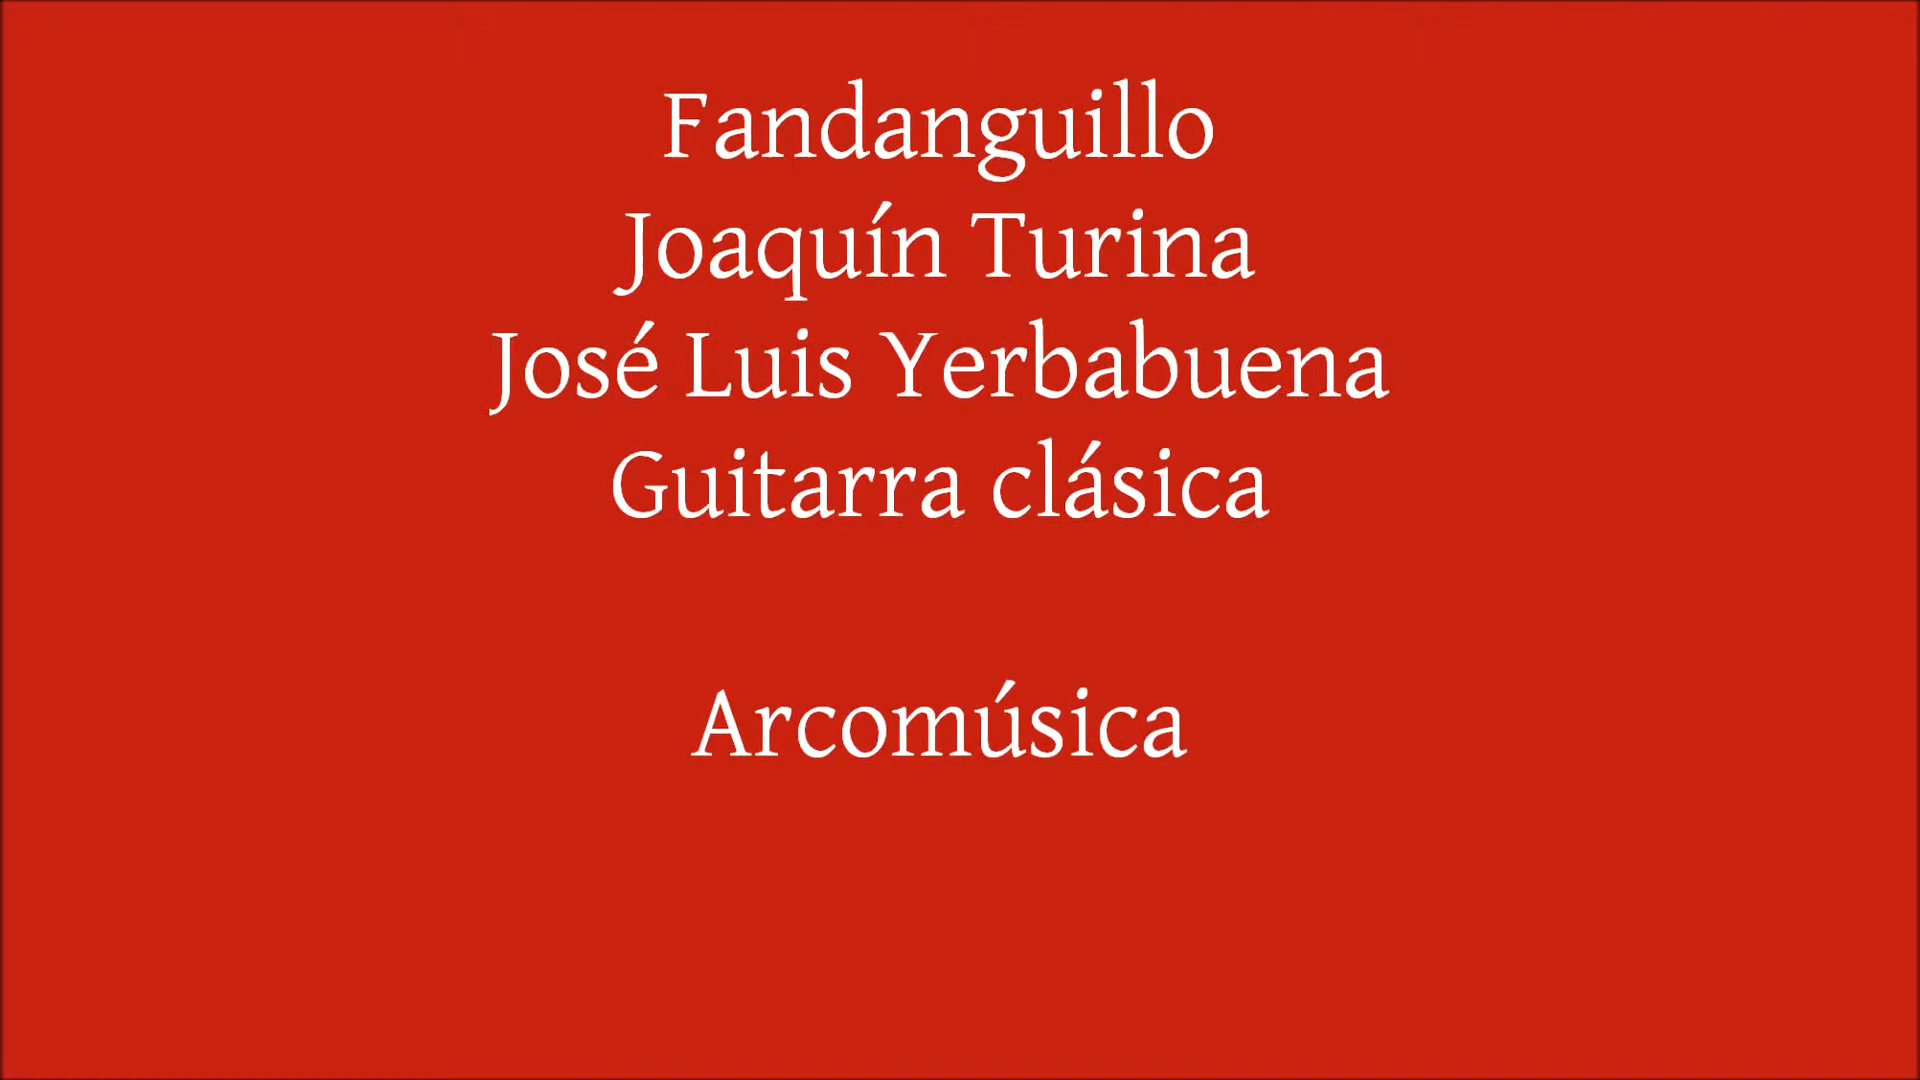 Fandanguillo
Joaquín Turina
José Luis Yerbabuena
Guitarra clásica
Arcomúsica